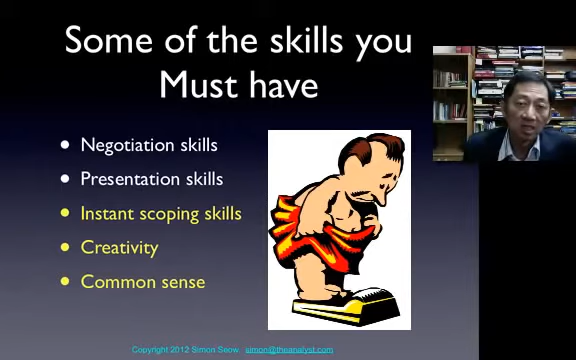 Some of the skills you
Must have
• Negotiation skills
• Presentation skills
• Instant scoping skills
• Creativity
• Common sense
Copyright 2012 Simon Seow simon@theanalyst.com